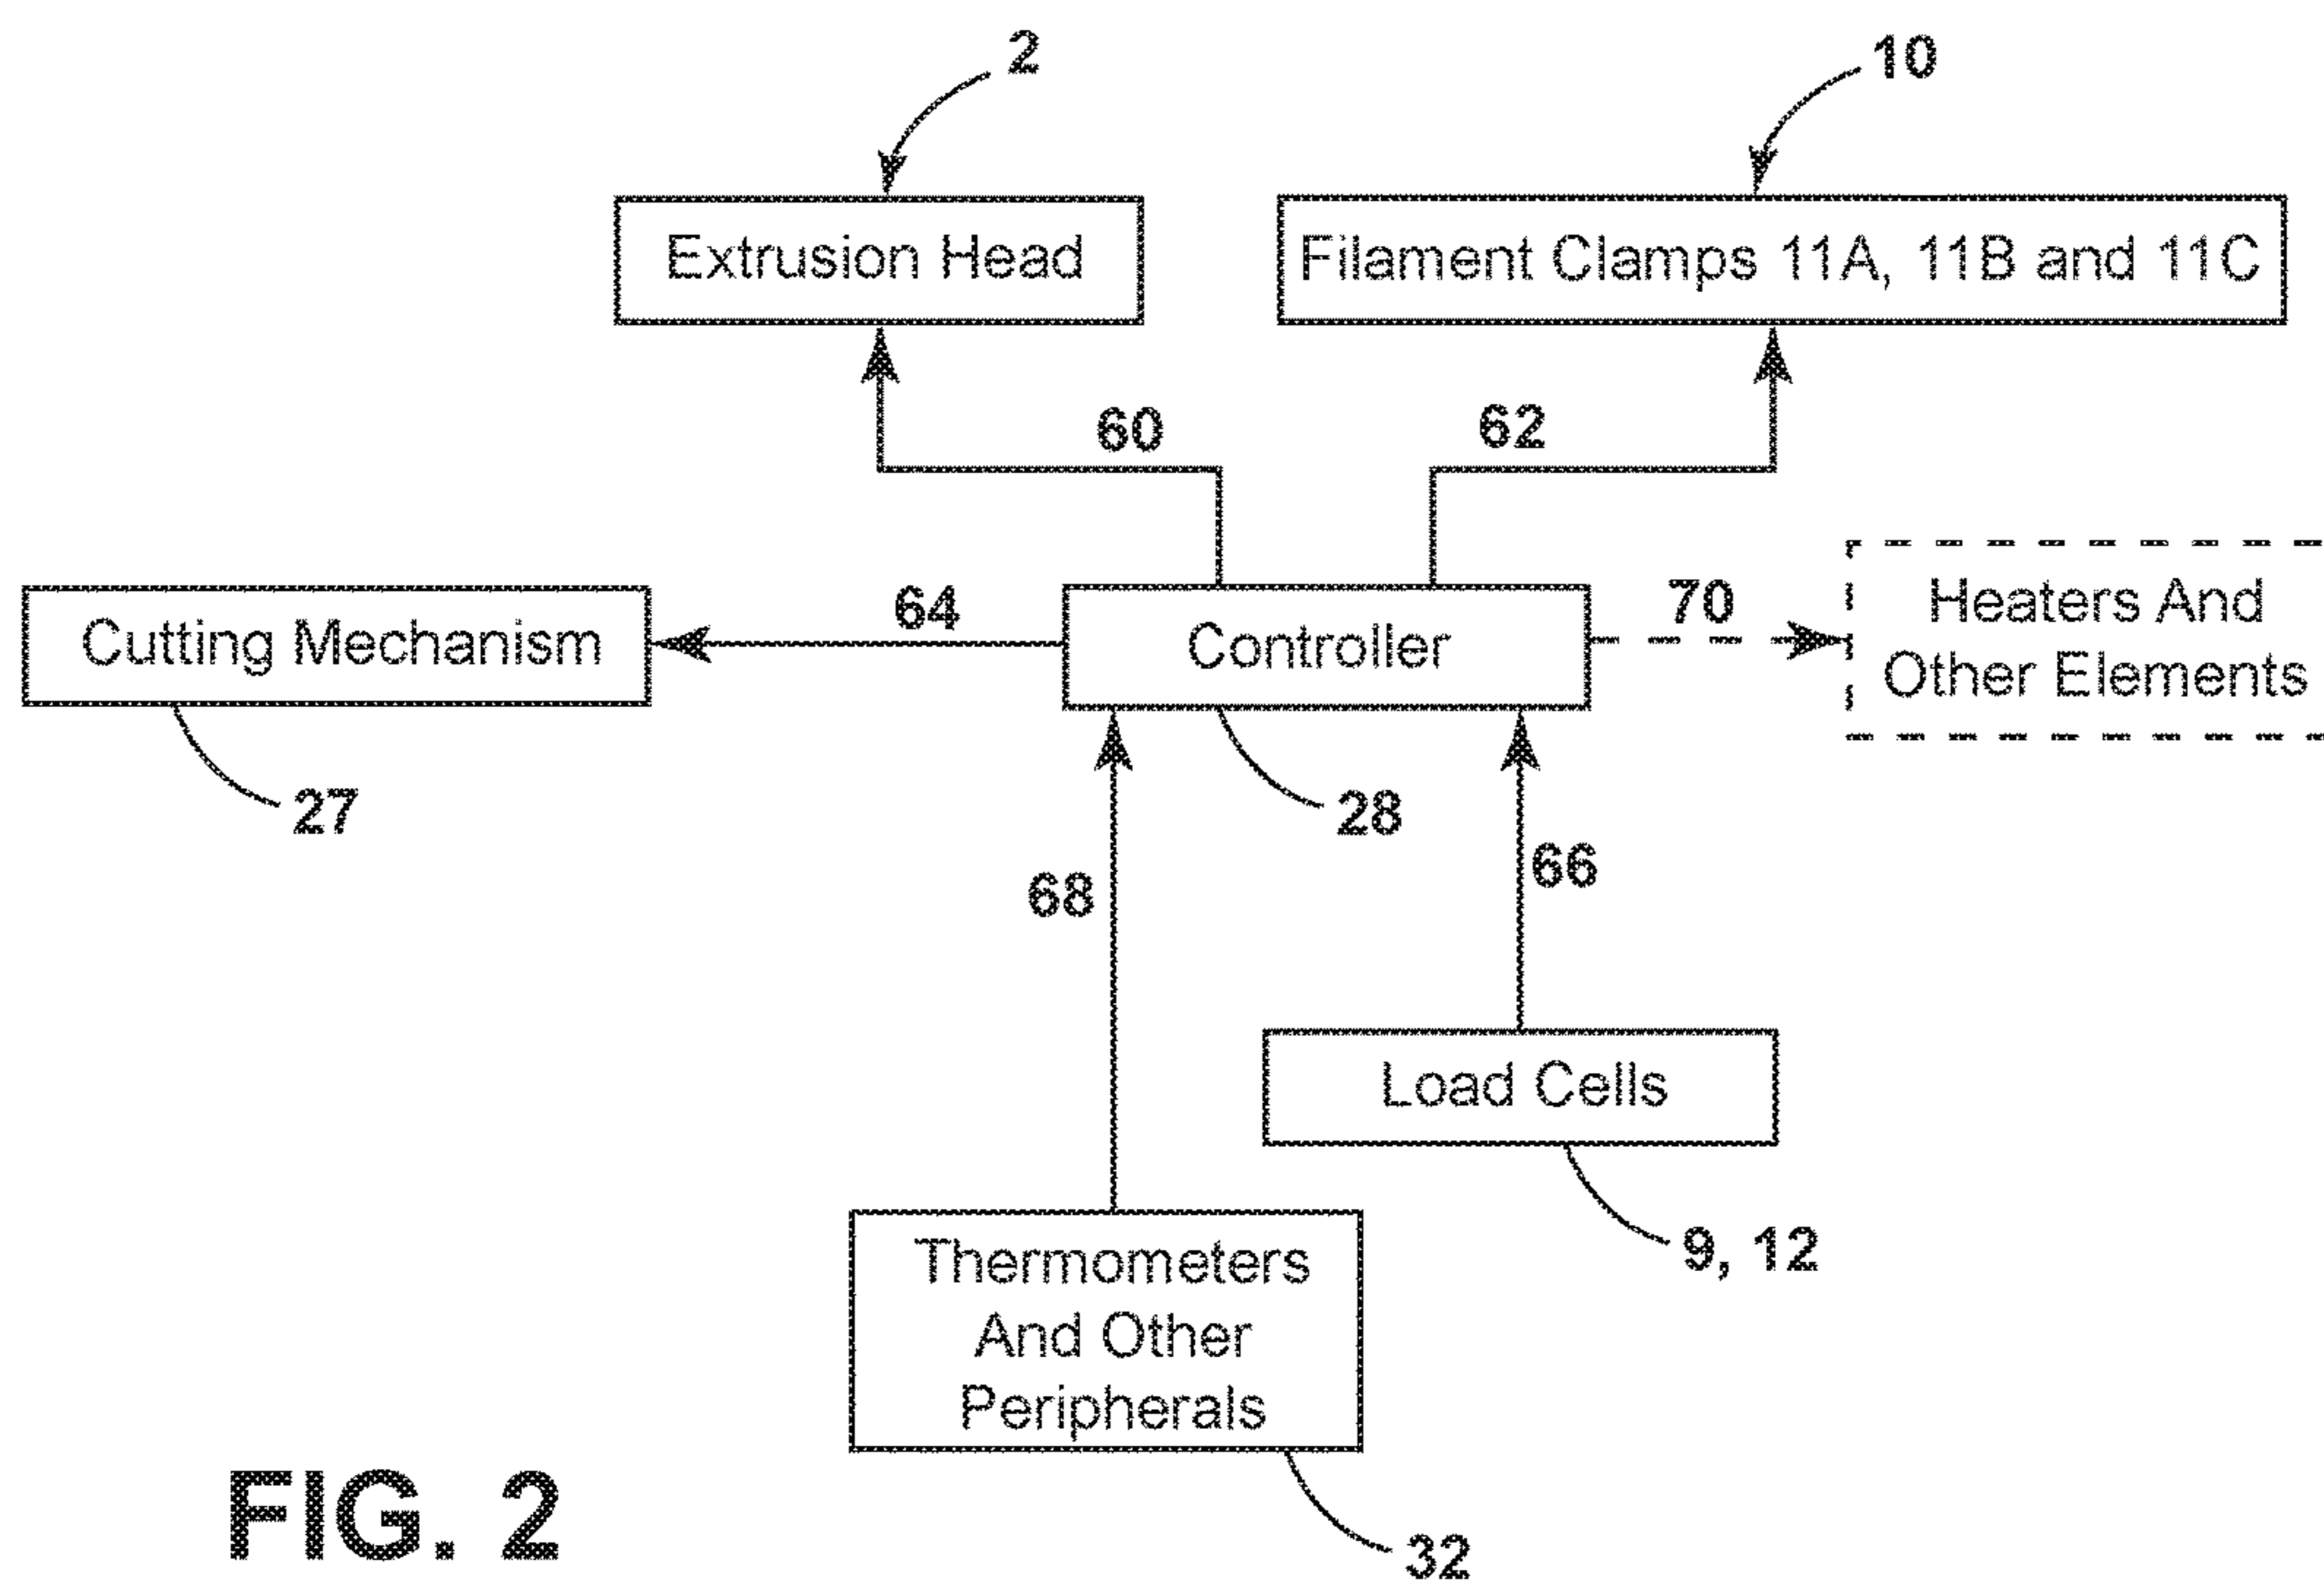 2
10
Extrusion Head
Filament Clamps 11A, 11B and 11C
60
62
64
70
Cutting Mechanism
Controller
Heaters And
Other Elements
27
28
68
66
Load Cells
9, 12
Thermometers
And Other
Peripherals
32
FIG. 2